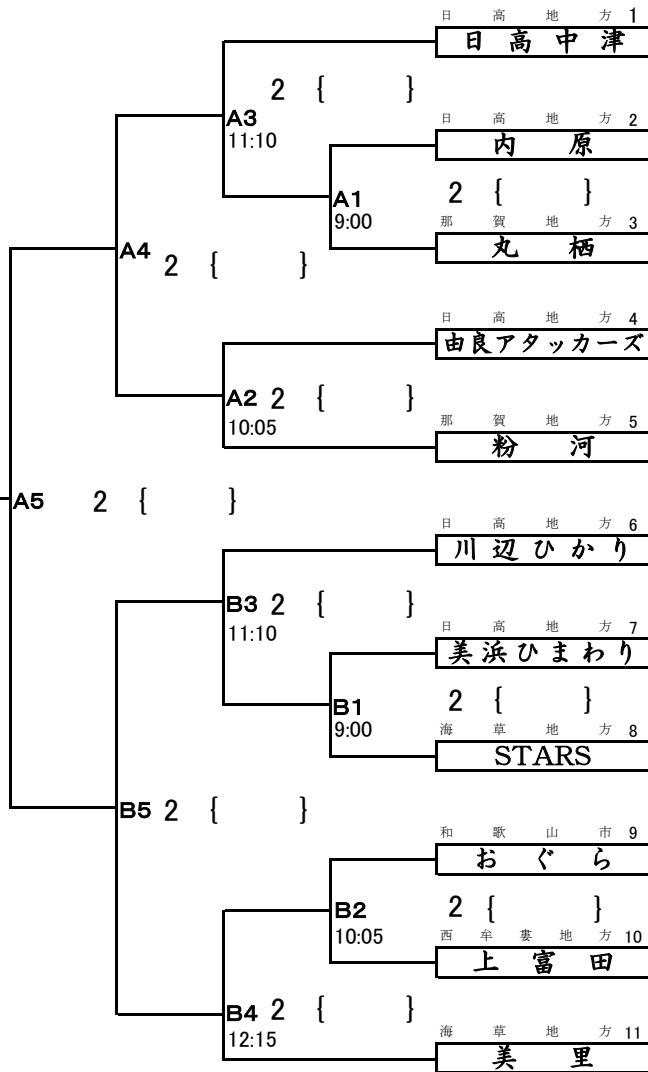 日高地方 1
日高中津
2 { }
A3
11:10
日高地方 2
内原
A1
9:00
2 { }
那賀地方 3
丸栖
A4 2 { }
日高地方 4
由良アタッカーズ
A2 2 { }
10:05
那賀地方 5
粉河
A5 2 { }
日高地方 6
川辺ひかり
B3 2 { }
11:10
日高地方 7
美浜ひまわり
B1 2 { }
9:00
海草地方 8
STARS
B5 2 { }
和歌山市 9
おぐら
B2 2 { }
10:05
西牟婁地方 10
上富田
B4 2 { }
12:15
海草地方 11
美里